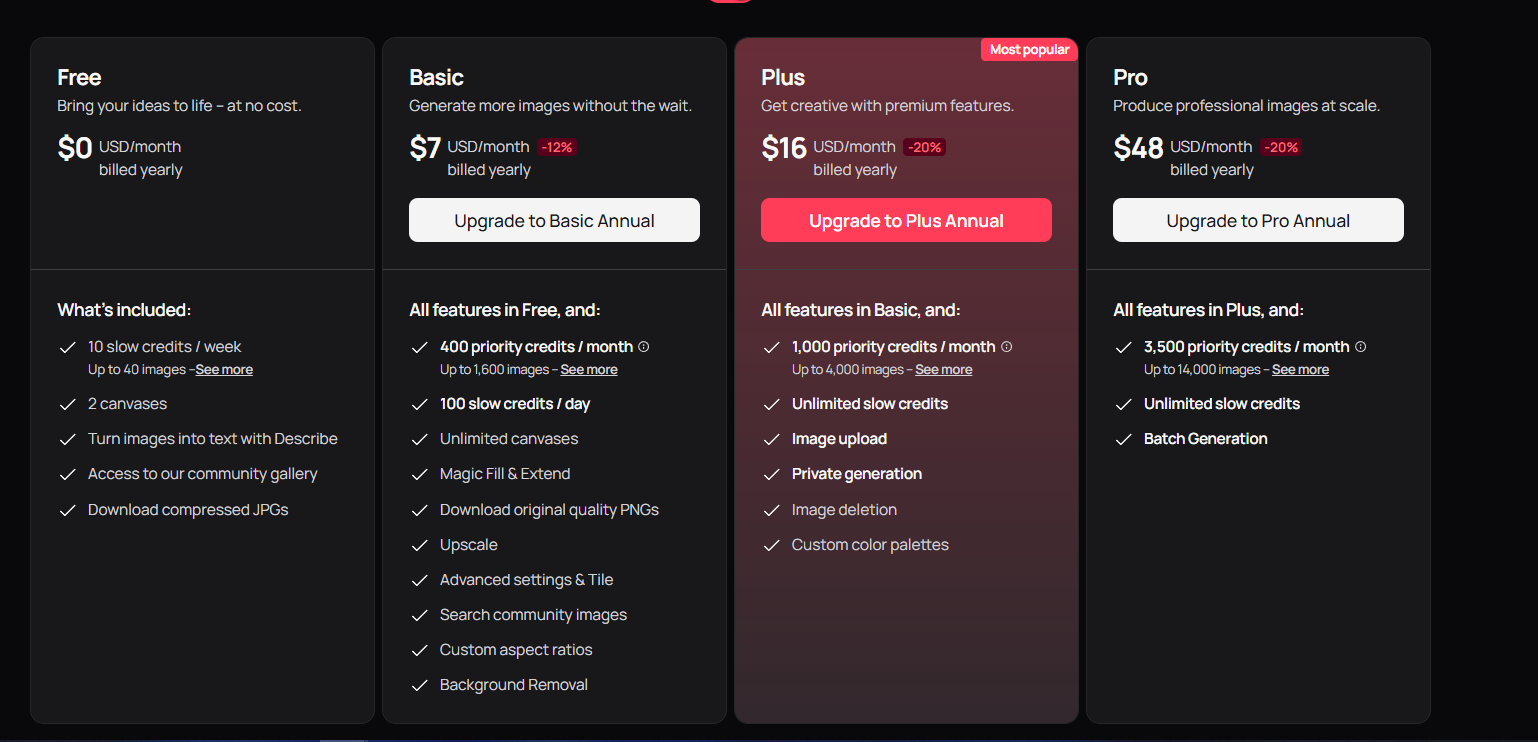 Free
Bring your ideas to life – at no cost.
$0 USD/month
billed yearly
What's included:
10 slow credits / week
Up to 40 images –See more
2 canvases
Turn images into text with Describe
Access to our community gallery
Download compressed JPGs
Basic
Generate more images without the wait.
$7 USD/month -12%
billed yearly
Upgrade to Basic Annual
All features in Free, and:
400 priority credits / month
Up to 1,600 images – See more
100 slow credits / day
Unlimited canvases
Magic Fill & Extend
Download original quality PNGs
Upscale
Advanced settings & Tile
Search community images
Custom aspect ratios
Background Removal
Most popular
Plus
Get creative with premium features.
$16 USD/month -20%
billed yearly
Upgrade to Plus Annual
All features in Basic, and:
1,000 priority credits / month
Up to 4,000 images – See more
Unlimited slow credits
Image upload
Private generation
Image deletion
Custom color palettes
Pro
Produce professional images at scale.
$48 USD/month -20%
billed yearly
Upgrade to Pro Annual
All features in Plus, and:
3,500 priority credits / month
Up to 14,000 images – See more
Unlimited slow credits
Batch Generation